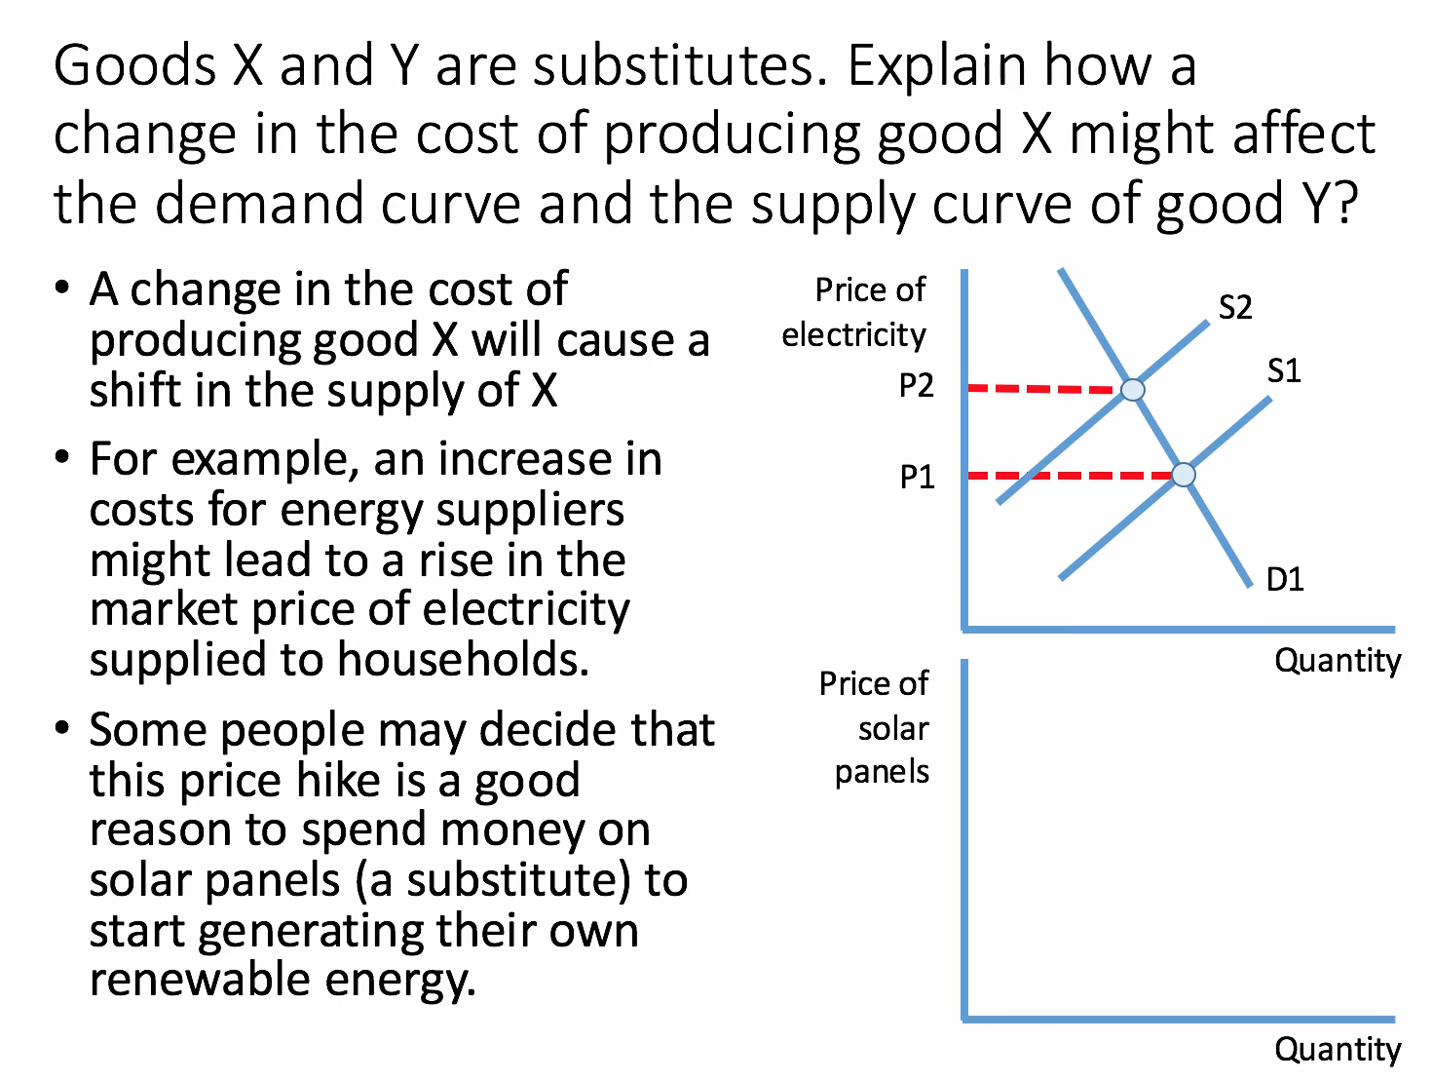 Goods X and Y are substitutes. Explain how a
change in the cost of producing good X might affect
the demand curve and the supply curve of good Y?
• A change in the cost of
producing good X will cause a
shift in the supply of X
• For example, an increase in
costs for energy suppliers
might lead to a rise in the
market price of electricity
supplied to households.
• Some people may decide that
this price hike is a good
reason to spend money on
solar panels (a substitute) to
start generating their own
renewable energy.
Price of
electricity
P2
P1
S2
S1
D1
Quantity
Price of
solar
panels
Quantity